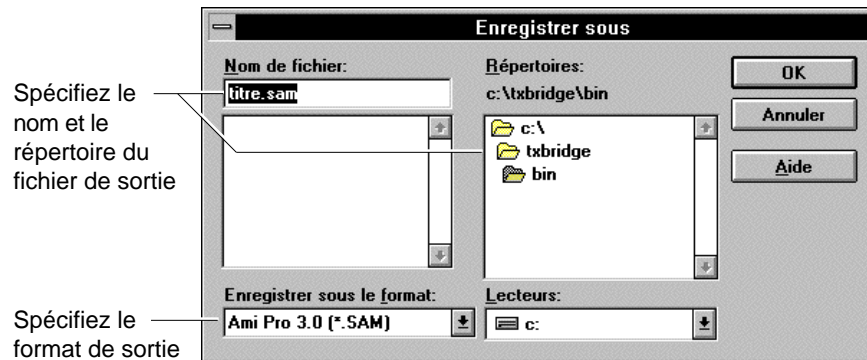 Enregistrer sous
Spécifiez le
nom et le
répertoire du
fichier de sortie
Nom de fichier:
titre.sam
Répertoires:
c:\txbridge\bin
c:\
txbridge
bin
OK
Annuler
Aide
Spécifiez le
format de sortie
Enregistrer sous le format:
Ami Pro 3.0 (*.SAM)
Lecteurs:
c: